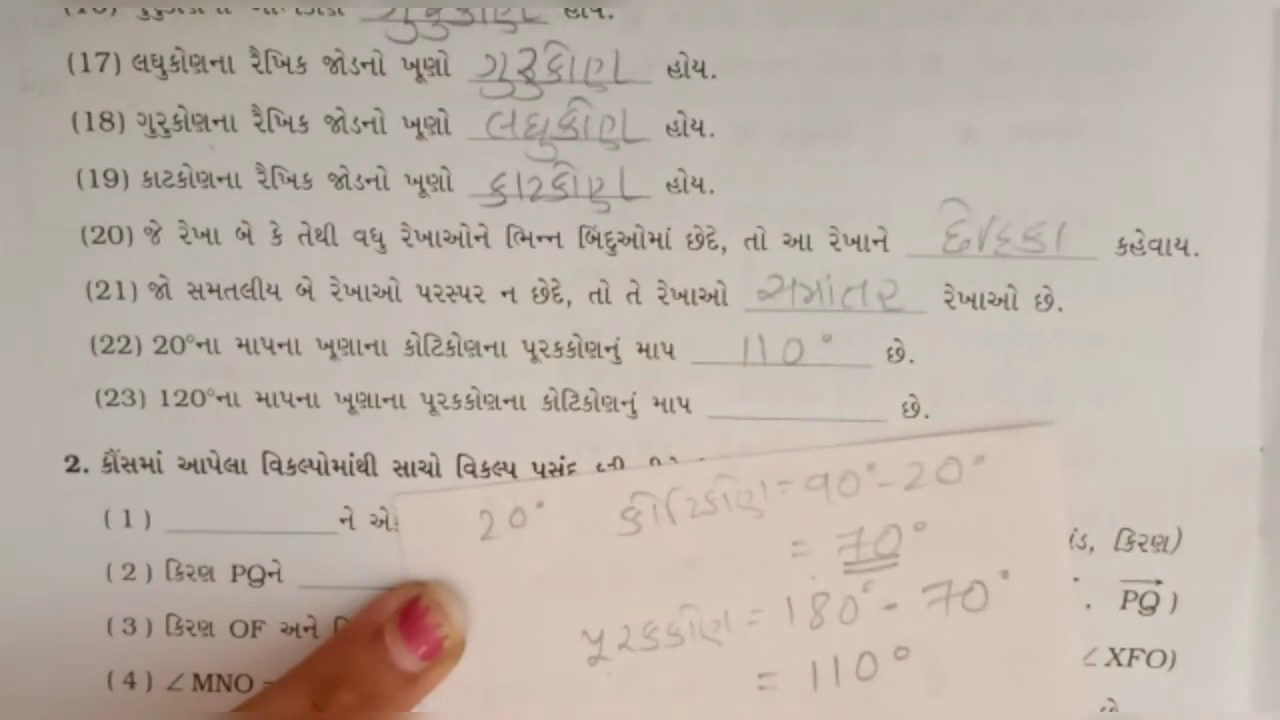 ગુરુકોણ હોય.
(17) લઘુકોણના રૈખિક જોડનો ખૂણો ગુરુકોણ હોય.
(18) ગુરુકોણના રૈખિક જોડનો ખૂણો લઘુકોણ હોય.
(19) કાટકોણના રૈખિક જોડનો ખૂણો કાટકોણ હોય.
(20) જે રેખા બે કે તેથી વધુ રેખાઓને ભિન્ન બિંદુઓમાં છેદે, તો આ રેખાને છેદિકા કહેવાય.
(21) જો સમતલીય બે રેખાઓ પરસ્પર ન છેદે, તો તે રેખાઓ સમાંતર રેખાઓ છે.
(22) 20°ના માપના ખૂણાના કોટિકોણના પૂરકકોણનું માપ 110° છે.
(23) 120°ના માપના ખૂણાના પૂરકકોણના કોટિકોણનું માપ ________ છે.
2. કૌંસમાં આપેલા વિકલ્પોમાંથી સાચો વિકલ્પ પસંદ
20° કોટિકોણ = 90° - 20°
(1) ________ ને
ંડ, કિરણ)
= 70°
(2) કિરણ PQને ____
. PQ)
પૂરકકોણ = 180° - 70°
(3) કિરણ OF અને
∠XFO)
= 110°
(4) ∠MNO